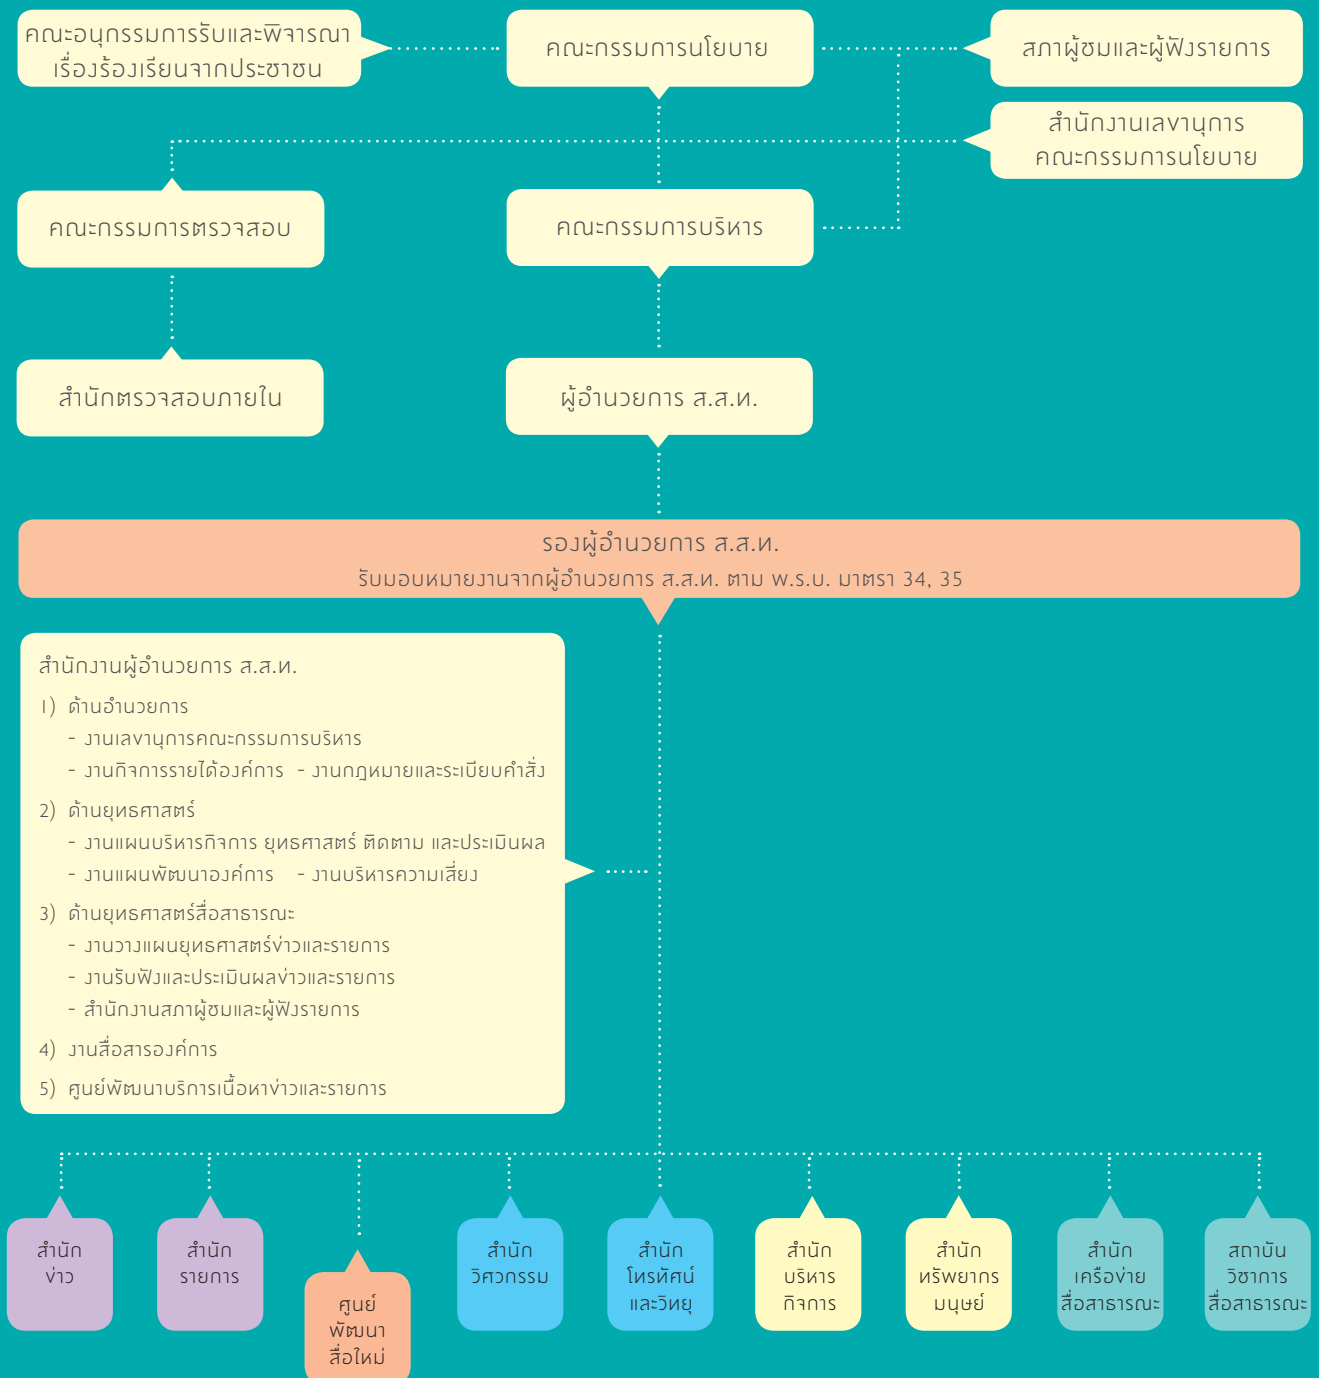 คณะอนุกรรมการรับและพิจารณา
เรื่องร้องเรียนจากประชาชน
คณะกรรมการนโยบาย
สภาผู้ชมและผู้ฟังรายการ
สำนักงานเลขานุการ
คณะกรรมการนโยบาย
คณะกรรมการตรวจสอบ
คณะกรรมการบริหาร
สำนักตรวจสอบภายใน
ผู้อำนวยการ ส.ส.ท.
รองผู้อำนวยการ ส.ส.ท.
รับมอบหมายงานจากผู้อำนวยการ ส.ส.ท. ตาม พ.ร.บ. มาตรา 34, 35
สำนักงานผู้อำนวยการ ส.ส.ท.
1) ด้านอำนวยการ
- งานเลขานุการคณะกรรมการบริหาร
- งานกิจการรายได้องค์การ - งานกฎหมายและระเบียบคำสั่ง
2) ด้านยุทธศาสตร์
- งานแผนบริหารกิจการ ยุทธศาสตร์ ติดตาม และประเมินผล
- งานแผนพัฒนาองค์การ - งานบริหารความเสี่ยง
3) ด้านยุทธศาสตร์สื่อสาธารณะ
- งานวางแผนยุทธศาสตร์ข่าวและรายการ
- งานรับฟังและประเมินผลข่าวและรายการ
- สำนักงานสภาผู้ชมและผู้ฟังรายการ
4) งานสื่อสารองค์การ
5) ศูนย์พัฒนาบริการเนื้อหาข่าวและรายการ
สำนัก
ข่าว
สำนัก
รายการ
ศูนย์
พัฒนา
สื่อใหม่
สำนัก
วิศวกรรม
สำนัก
โทรทัศน์
และวิทยุ
สำนัก
บริหาร
กิจการ
สำนัก
ทรัพยากร
มนุษย์
สำนัก
เครือข่าย
สื่อสาธารณะ
สถาบัน
วิชาการ
สื่อสาธารณะ